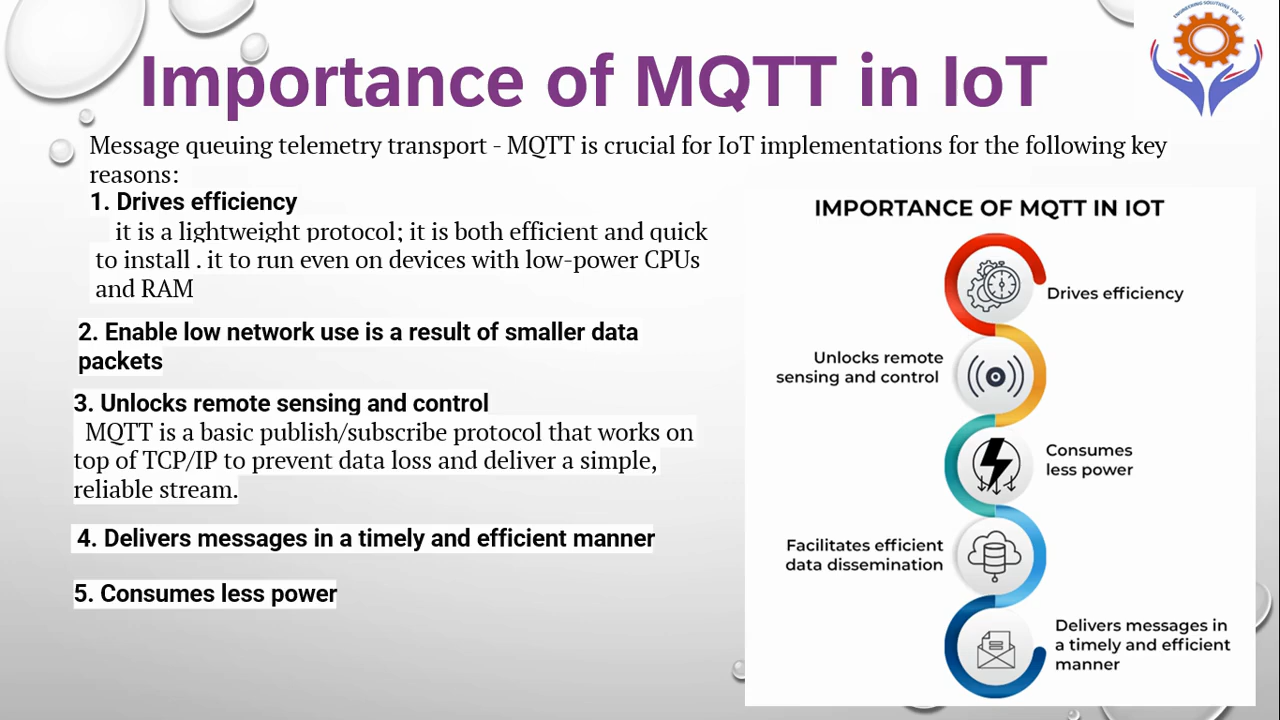 ENGINEERING SOLUTIONS FOR ALL
Importance of MQTT in IoT
Message queuing telemetry transport - MQTT is crucial for IoT implementations for the following key
reasons:
1. Drives efficiency
it is a lightweight protocol; it is both efficient and quick
to install . it to run even on devices with low-power CPUs
and RAM
2. Enable low network use is a result of smaller data
packets
3. Unlocks remote sensing and control
MQTT is a basic publish/subscribe protocol that works on
top of TCP/IP to prevent data loss and deliver a simple,
reliable stream.
4. Delivers messages in a timely and efficient manner
5. Consumes less power
IMPORTANCE OF MQTT IN IOT
Drives efficiency
Unlocks remote
sensing and control
Consumes
less power
Facilitates efficient
data dissemination
Delivers messages in
a timely and efficient
manner